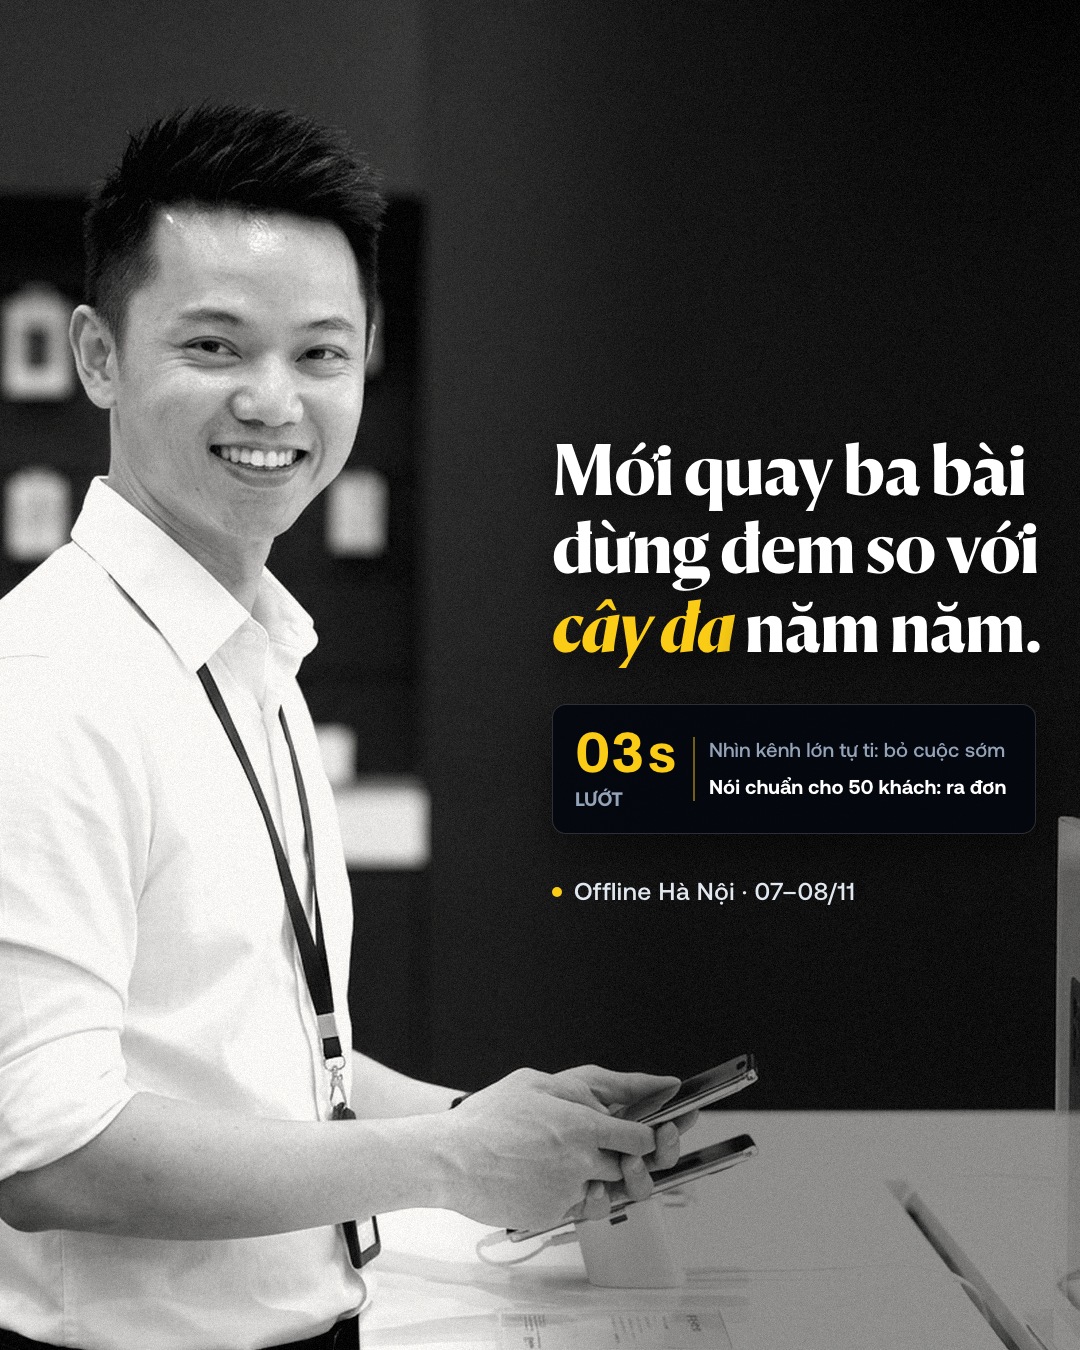 Mới quay ba bài
đừng đem so với
cây đa năm năm.
03s
LƯỚT
Nhìn kênh lớn tự ti: bỏ cuộc sớm
Nói chuẩn cho 50 khách: ra đơn
Offline Hà Nội · 07–08/11